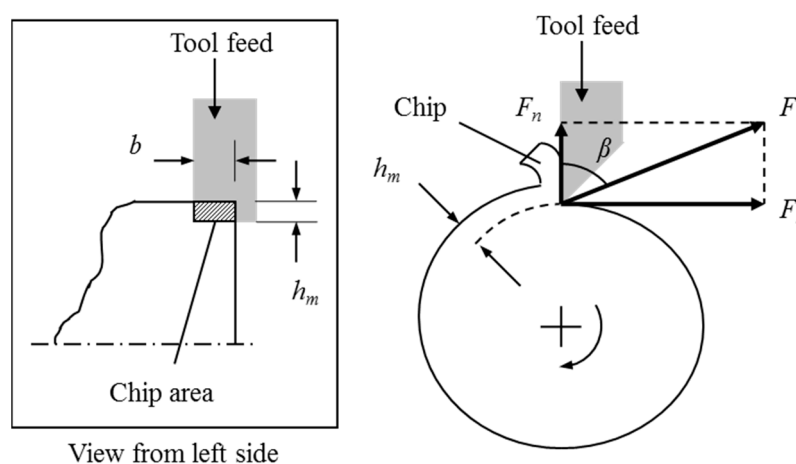 Tool feed
b
h_m
Chip area
View from left side
Tool feed
Chip
F_n
F
β
h_m
F